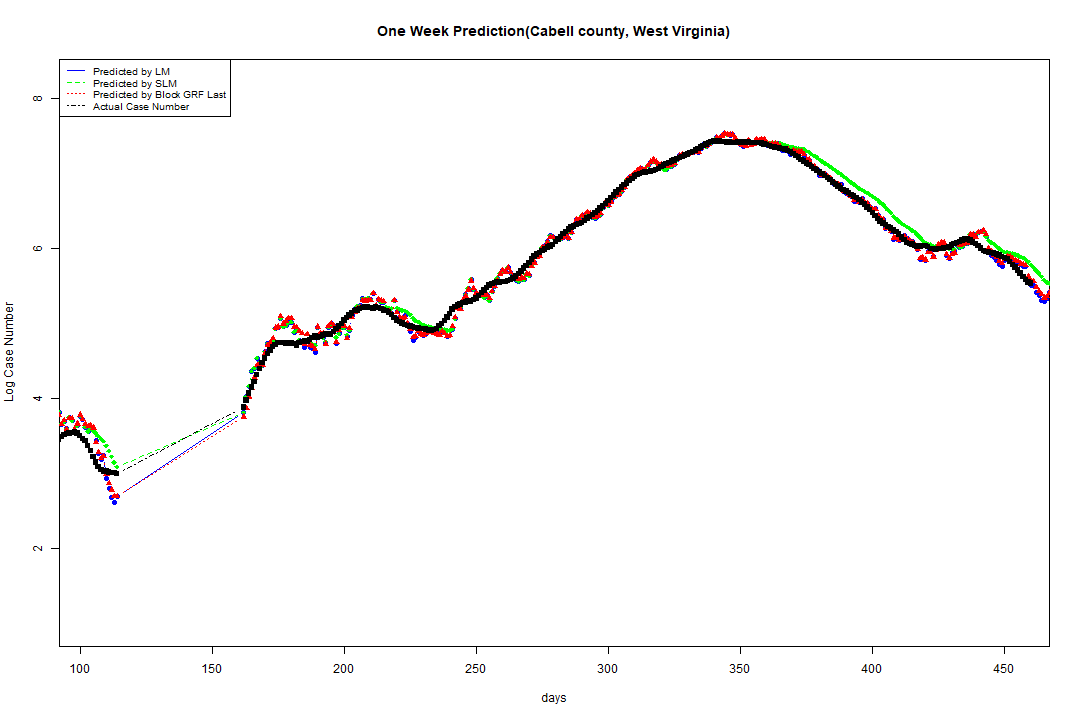 One Week Prediction(Cabell county, West Virginia)
Predicted by LM
Predicted by SLM
Predicted by Block GRF Last
Actual Case Number
8
6
4
2
Log Case Number
100 150 200 250 300 350 400 450
days